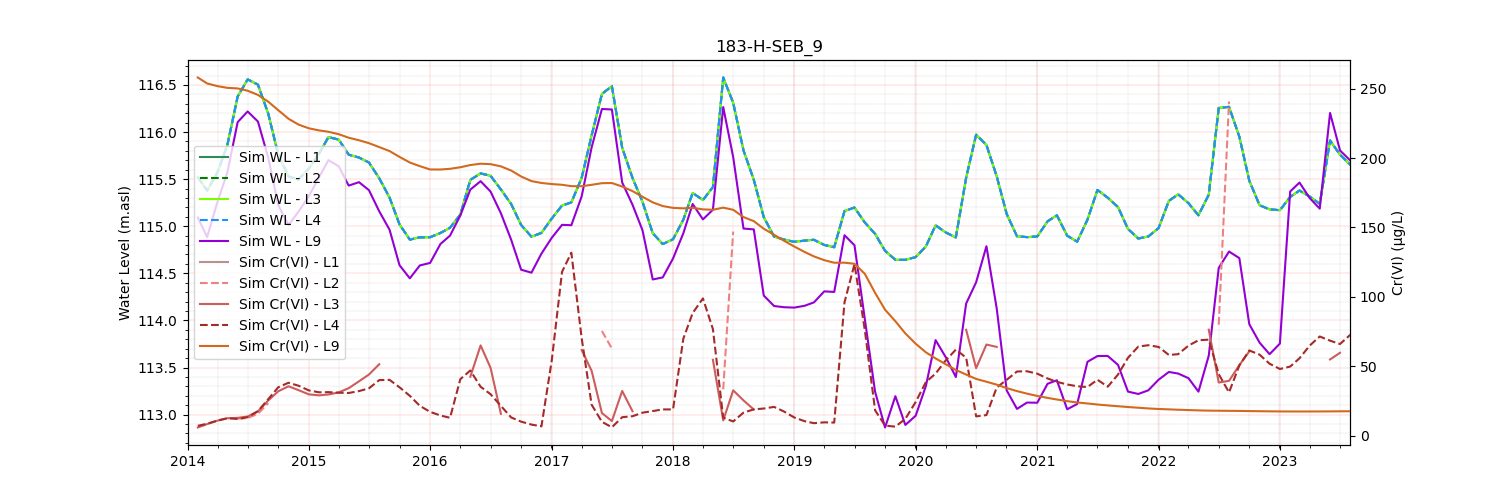 183-H-SEB_9
116.5
116.0
115.5
115.0
114.5
114.0
113.5
113.0
Water Level (m.asl)
Sim WL - L1
Sim WL - L2
Sim WL - L3
Sim WL - L4
Sim WL - L9
Sim Cr(VI) - L1
Sim Cr(VI) - L2
Sim Cr(VI) - L3
Sim Cr(VI) - L4
Sim Cr(VI) - L9
250
200
150
100
50
0
Cr(VI) (µg/L)
2014 2015 2016 2017 2018 2019 2020 2021 2022 2023